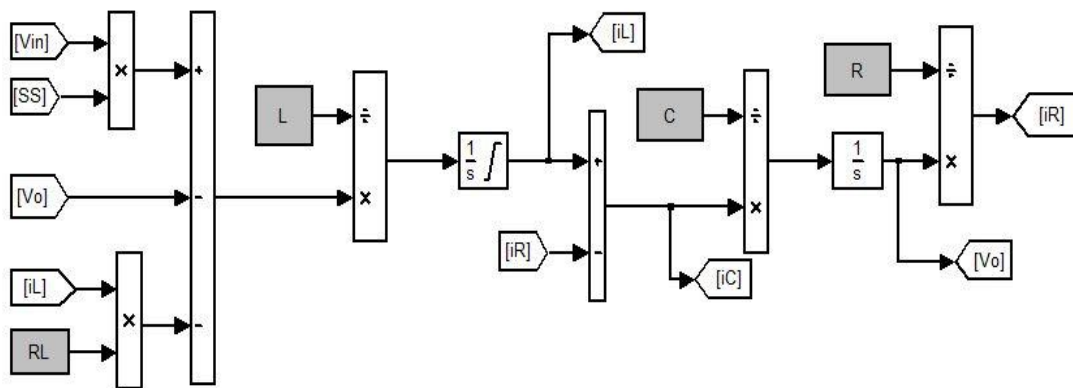 [Vin]
[SS]
×
+
-
-
[Vo]
[iL]
RL
×
L
÷
×
1
s
[iL]
+
-
[iR]
[iC]
C
÷
×
1
s
[Vo]
R
÷
×
[iR]